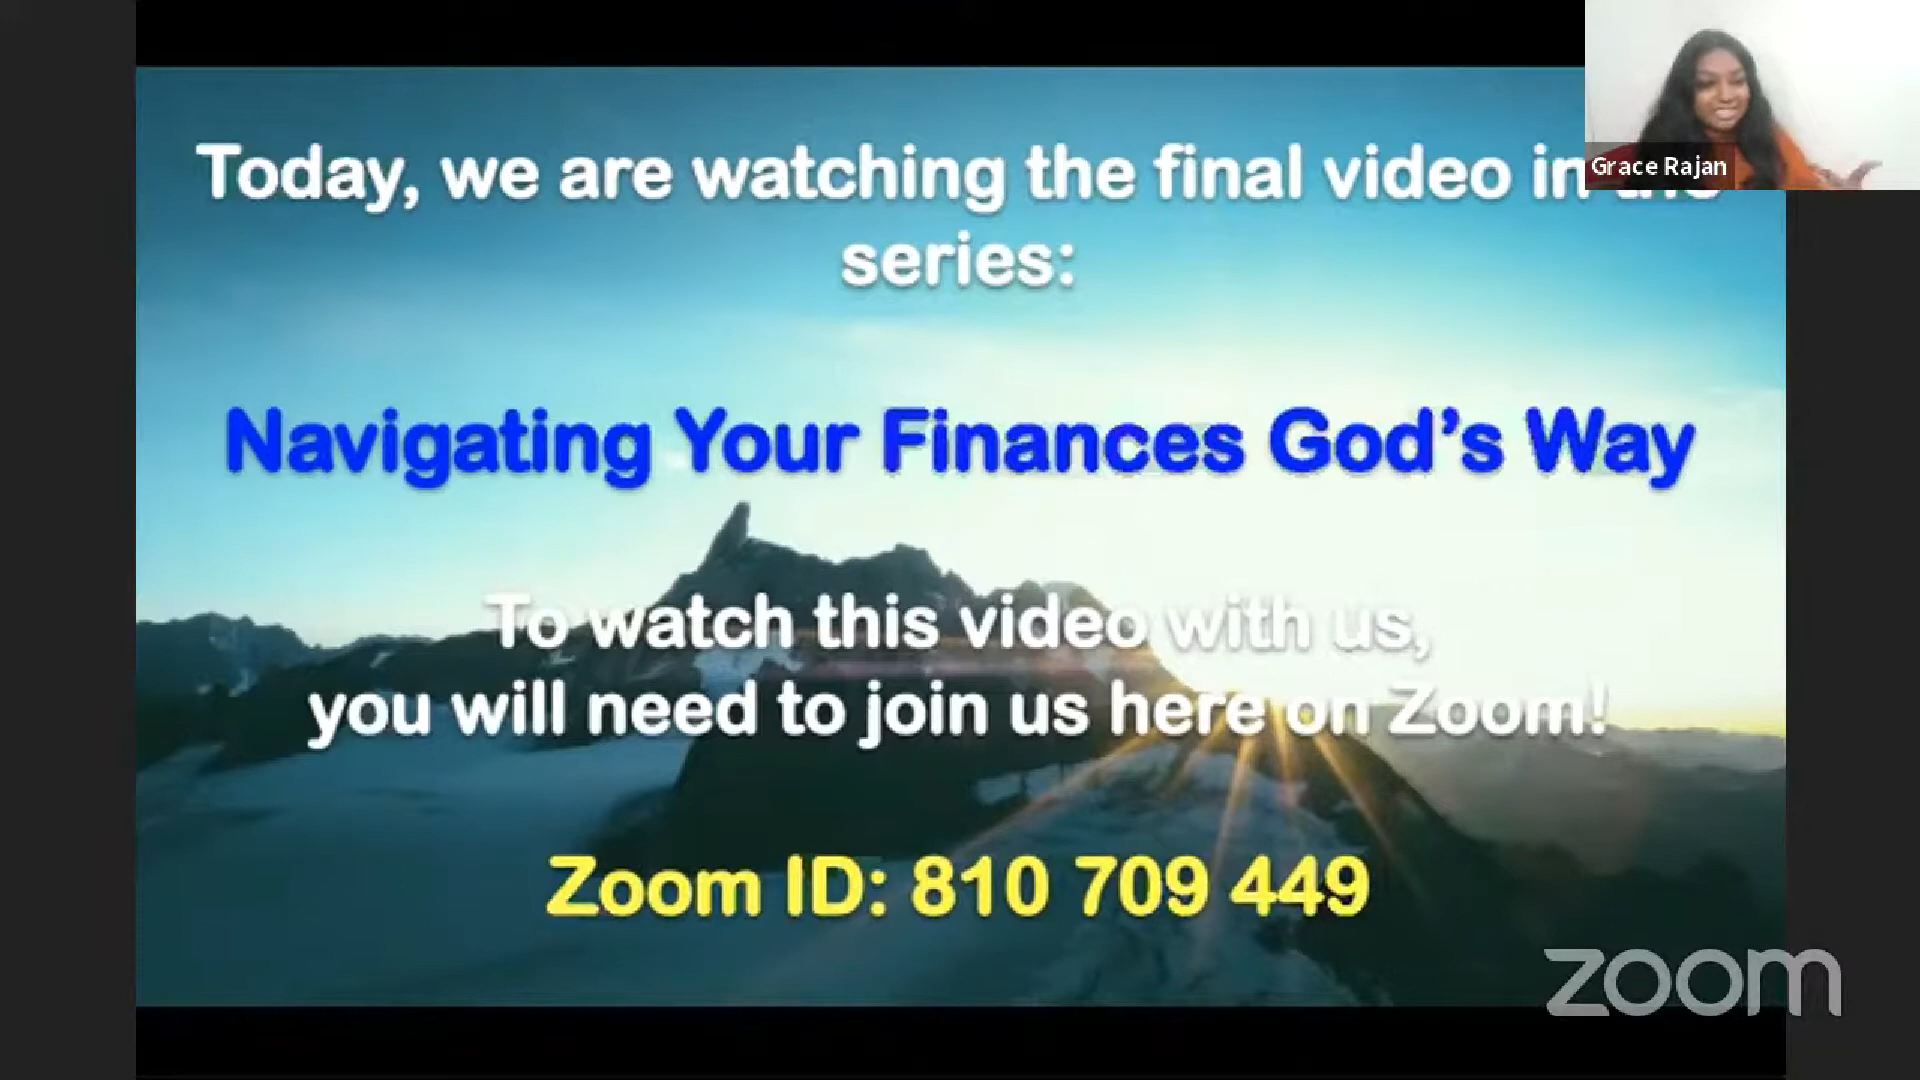 Today, we are watching the final video in the
series:
Grace Rajan
Navigating Your Finances God's Way
To watch this video with us,
you will need to join us here on Zoom!
Zoom ID: 810 709 449
zoom